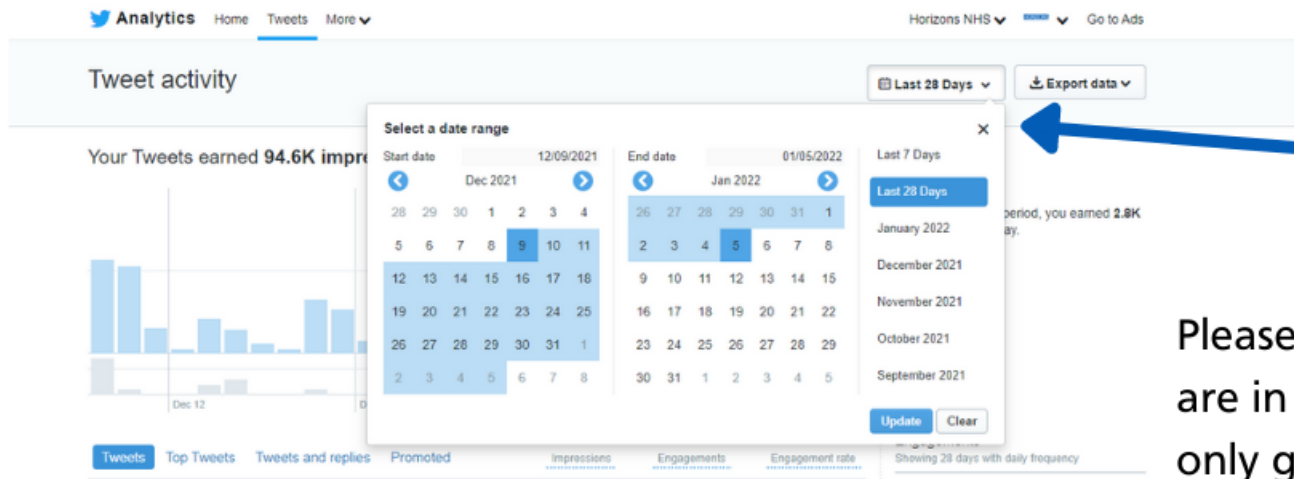 Analytics Home Tweets More Horizons NHS Go to Ads
Tweet activity Last 28 Days Export data
Select a date range
Your Tweets earned 94.6K impre
Start date 12/09/2021 End date 01/05/2022 Last 7 Days
Dec 2021 Jan 2022 Last 28 Days
28 29 30 1 2 3 4 26 27 28 29 30 31 1
period, you earned 2.8K
January 2022 ay.
5 6 7 8 9 10 11 2 3 4 5 6 7 8
December 2021
12 13 14 15 16 17 18 9 10 11 12 13 14 15
November 2021
19 20 21 22 23 24 25 16 17 18 19 20 21 22
October 2021
26 27 28 29 30 31 1 23 24 25 26 27 28 29
September 2021
2 3 4 5 6 7 8 30 31 1 2 3 4 5
Dec 12 D
Update Clear
Tweets Top Tweets Tweets and replies Promoted Impressions Engagements Engagement rate
Engagements
Showing 28 days with daily frequency
Please
are in
only g